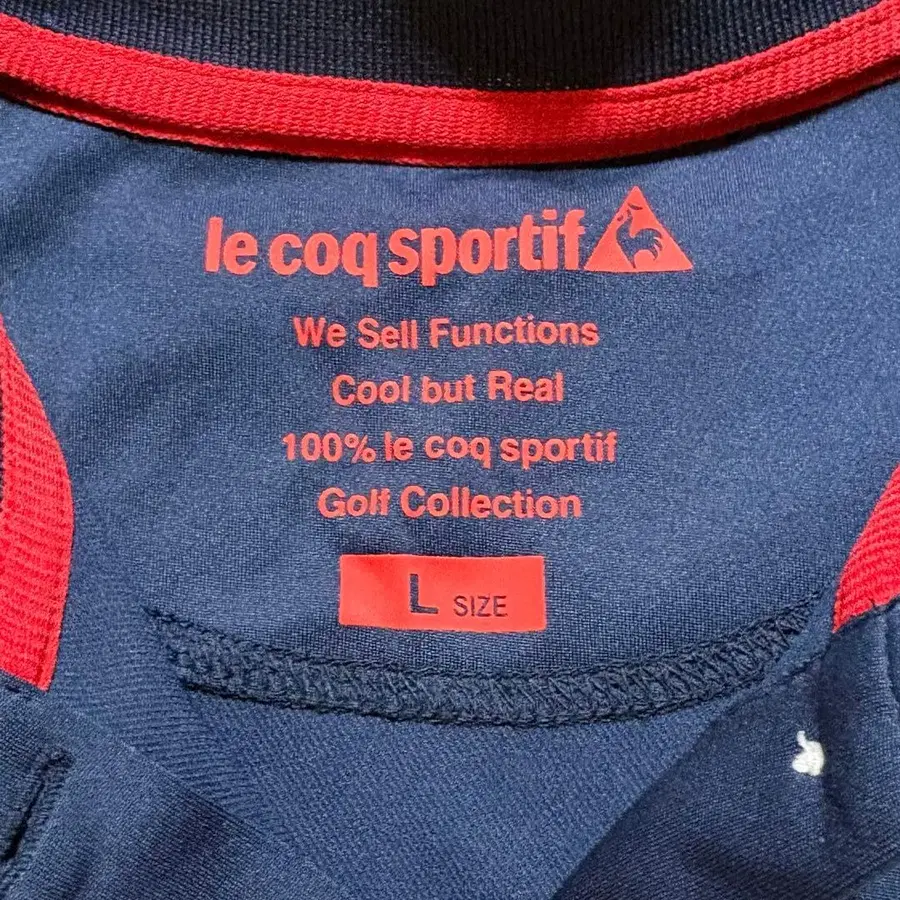 le coq sportif
We Sell Functions
Cool but Real
100% le coq sportif
Golf Collection
L SIZE